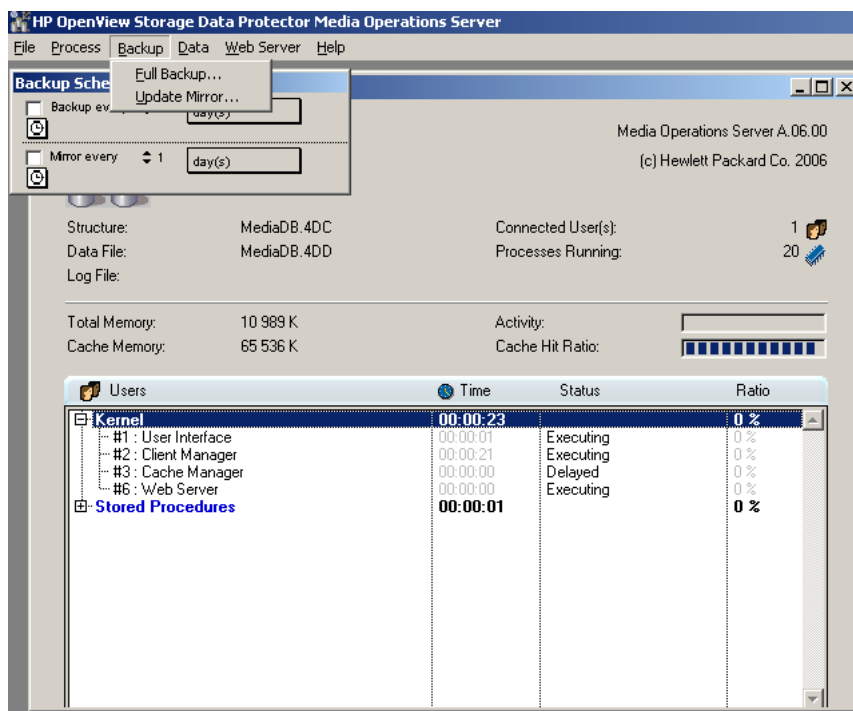 HP OpenView Storage Data Protector Media Operations Server
File Process Backup Data Web Server Help
Full Backup...
Update Mirror...
Backup Sche
Backup ev
day(s)
Mirror every 1 day(s)
Media Operations Server A.06.00
(c) Hewlett Packard Co. 2006
Structure: MediaDB.4DC Connected User(s): 1
Data File: MediaDB.4DD Processes Running: 20
Log File:
Total Memory: 10 989 K Activity:
Cache Memory: 65 536 K Cache Hit Ratio:
Users Time Status Ratio
Kernel 00:00:23 0 %
#1 : User Interface 00:00:01 Executing 0 %
#2 : Client Manager 00:00:21 Executing 0 %
#3 : Cache Manager 00:00:00 Delayed 0 %
#6 : Web Server 00:00:00 Executing 0 %
Stored Procedures 00:00:01 0 %